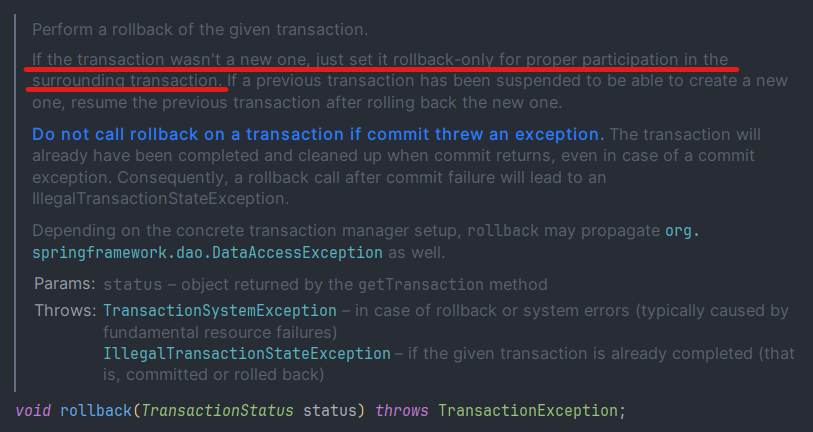 Perform a rollback of the given transaction.
If the transaction wasn't a new one, just set it rollback-only for proper participation in the
surrounding transaction. If a previous transaction has been suspended to be able to create a new
one, resume the previous transaction after rolling back the new one.
Do not call rollback on a transaction if commit threw an exception. The transaction will
already have been completed and cleaned up when commit returns, even in case of a commit
exception. Consequently, a rollback call after commit failure will lead to an
IllegalTransactionStateException.
Depending on the concrete transaction manager setup, rollback may propagate org.
springframework.dao.DataAccessException as well.
Params: status – object returned by the getTransaction method
Throws: TransactionSystemException – in case of rollback or system errors (typically caused by
fundamental resource failures)
IllegalTransactionStateException – if the given transaction is already completed (that
is, committed or rolled back)
void rollback(TransactionStatus status) throws TransactionException;